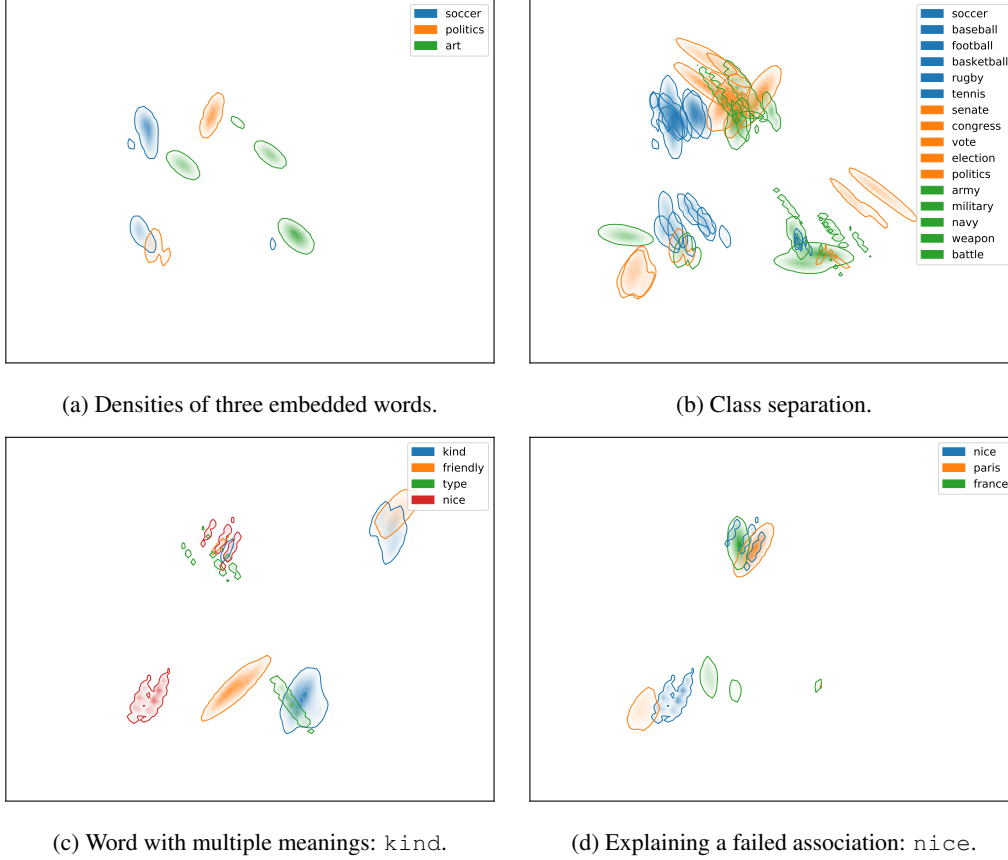 soccer
politics
art
(a) Densities of three embedded words.
soccer
baseball
football
basketball
rugby
tennis
senate
congress
vote
election
politics
army
military
navy
weapon
battle
(b) Class separation.
kind
friendly
type
nice
(c) Word with multiple meanings: kind.
nice
paris
france
(d) Explaining a failed association: nice.